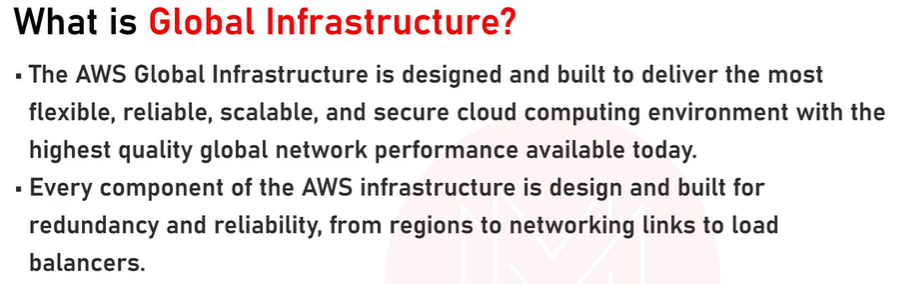 What is Global Infrastructure?
▪ The AWS Global Infrastructure is designed and built to deliver the most
flexible, reliable, scalable, and secure cloud computing environment with the
highest quality global network performance available today.
▪ Every component of the AWS infrastructure is design and built for
redundancy and reliability, from regions to networking links to load
balancers.